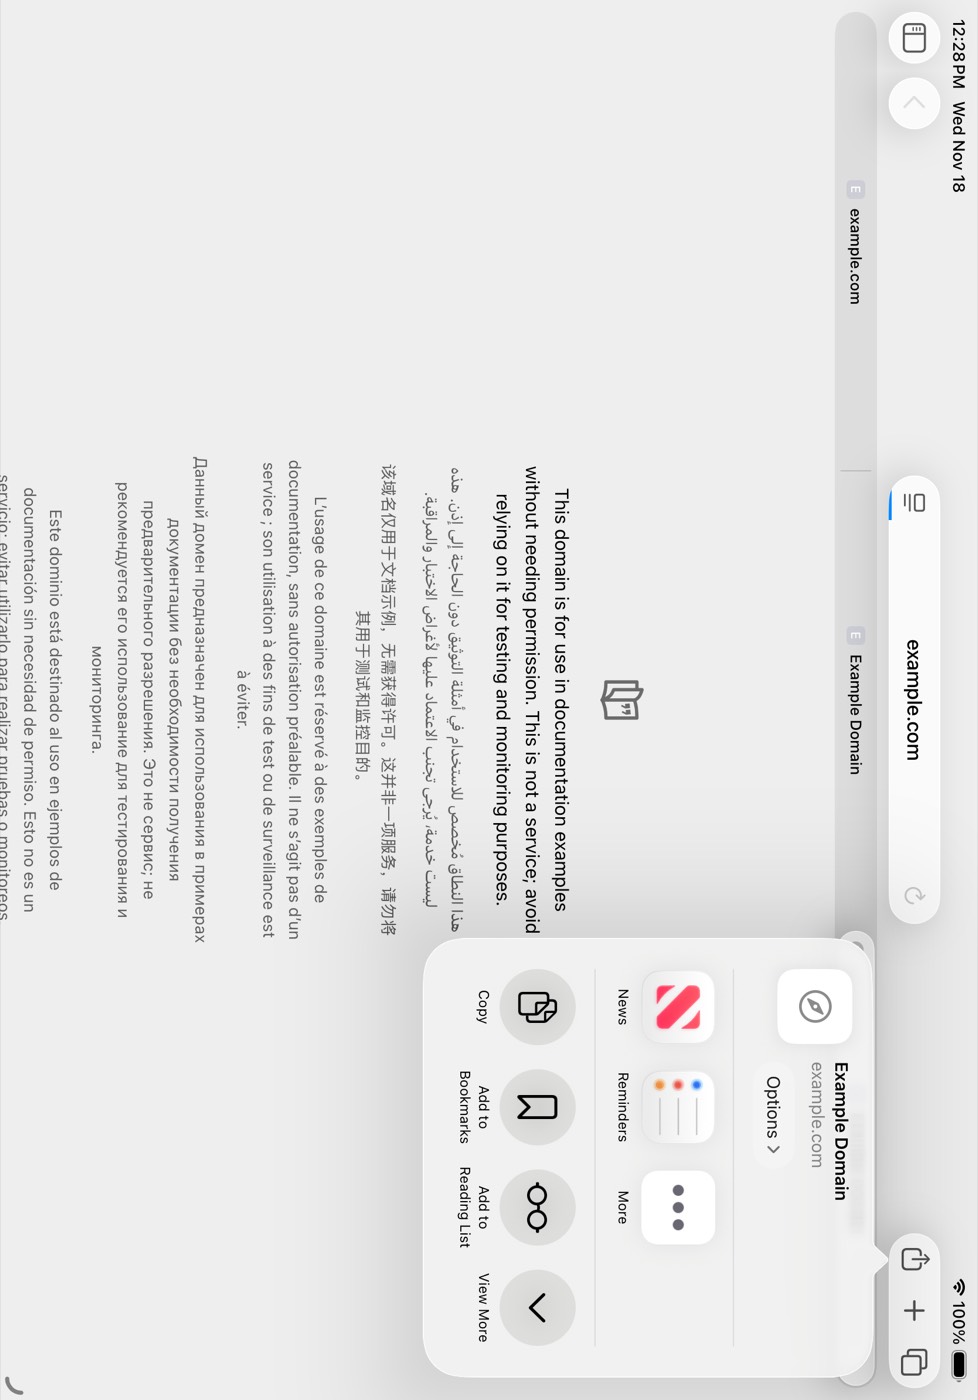 12:28 PM Wed Nov 18
100%
example.com
E example.com
E Example Domain
Example Domain
example.com
Options
News
Reminders
More
Copy
Add to
Bookmarks
Add to
Reading List
View More
This domain is for use in documentation examples
without needing permission. This is not a service; avoid
relying on it for testing and monitoring purposes.
هذا النطاق مُخصص للاستخدام في أمثلة التوثيق دون الحاجة إلى إذن. هذه
ليست خدمة، يُرجى تجنب الاعتماد عليها لأغراض الاختبار والمراقبة.
该域名仅用于文档示例，无需获得许可。这并非一项服务，请勿将
其用于测试和监控目的。
L’usage de ce domaine est réservé à des exemples de
documentation, sans autorisation préalable. Il ne s’agit pas d’un
service ; son utilisation à des fins de test ou de surveillance est
à éviter.
Данный домен предназначен для использования в примерах
документации без необходимости получения
предварительного разрешения. Это не сервис; не
рекомендуется его использование для тестирования и
мониторинга.
Este dominio está destinado al uso en ejemplos de
documentación sin necesidad de permiso. Esto no es un
servicio; evitar utilizarlo para realizar pruebas o monitoreos